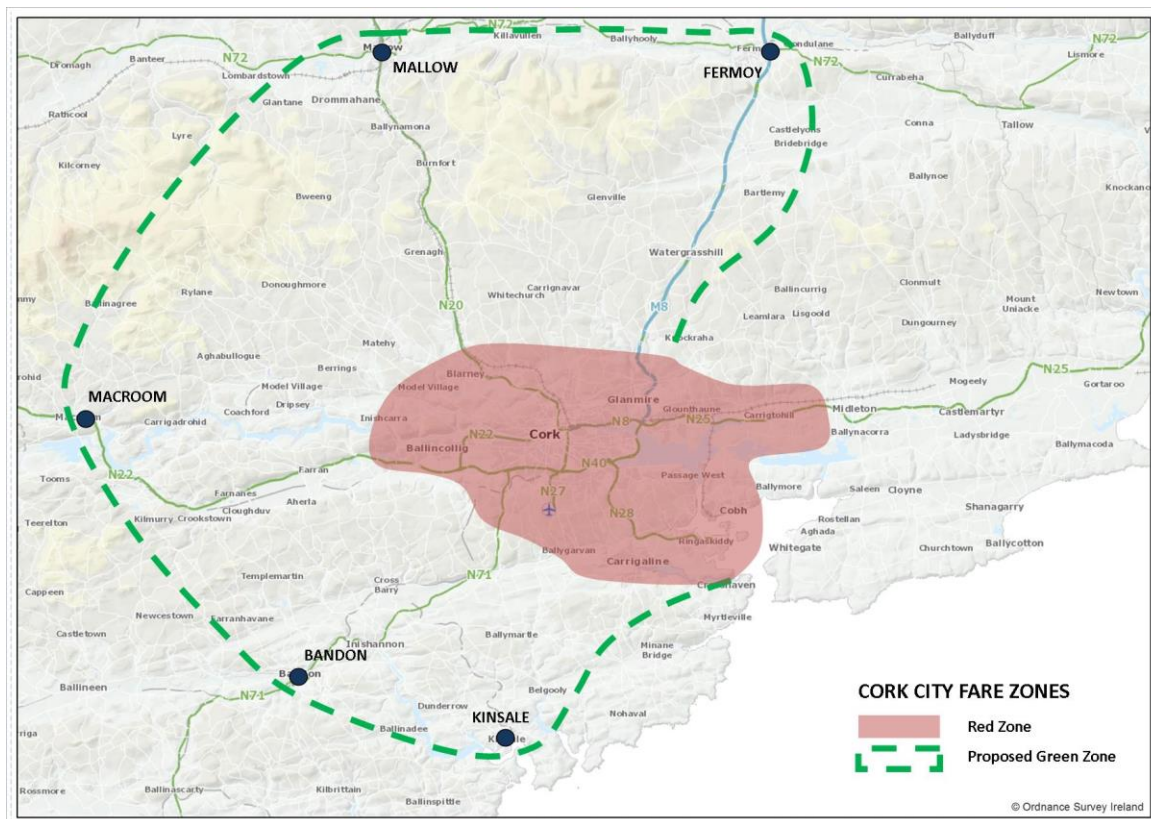 N72
Killavullen
Ballyhooly
Ballyduff
Lismore
N72
Dromagh
Banteer
N72
MALLOW
FERMOY
N72
Lombardstown
Curraheha
Glantane
Drommahane
Rathcool
Ballynamona
Castlelyons
Conna
Tallow
Lyre
Bridebridge
Kilcorney
Burnfort
Ballynoe
Bweeng
Glenville
Bartlemy
Knockano
Grenagh
Watergrasshill
Donoughmore
Carrignavar
Ballincurrig
Clonmult
Newtown
Rylane
Whitechurch
Ballinagree
N20
M8
Leamlara
Lisgoold
Mount
Uniacke
Matehy
Knockraha
Dungourney
Aghabullogue
Berrings
N25
Blarney
Model Village
Model Village
Mogeely
Gortaroo
MACROOM
Dripsey
Glanmire
Coachford
Glounthaune
Midleton
Castlemartyr
Carrigadrohid
Inishcarra
N8
N25
Carrigtohill
Cork
N22
Ballynacorra
Ladysbridge
Ballincollig
Ballymacoda
N40
Farran
Passage West
N22
Tooms
Ballymore
Saleen
Cloyne
Farnanes
Aherla
N27
Cloughduv
Shanagarry
Kilmurry
Crookstown
N28
Cobh
Rostellan
Teerelton
Aghada
Ringaskiddy
Ballycotton
Ballygarvan
Whitegate
Churchtown
Carrigaline
Templemartin
Cross
Barry
N71
Cappeen
Newcestown
Farranhavane
Myrtleville
Castletown
Ballymartle
Inishannon
Minane
Bridge
BANDON
Ballineen
N71
Belgooly
Dunderrow
KINSALE
Nohaval
Ballinadee
CORK CITY FARE ZONES
Red Zone
Proposed Green Zone
Rossmore
Ballinascarty
Kilbrittain
Ballinspittle
© Ordnance Survey Ireland